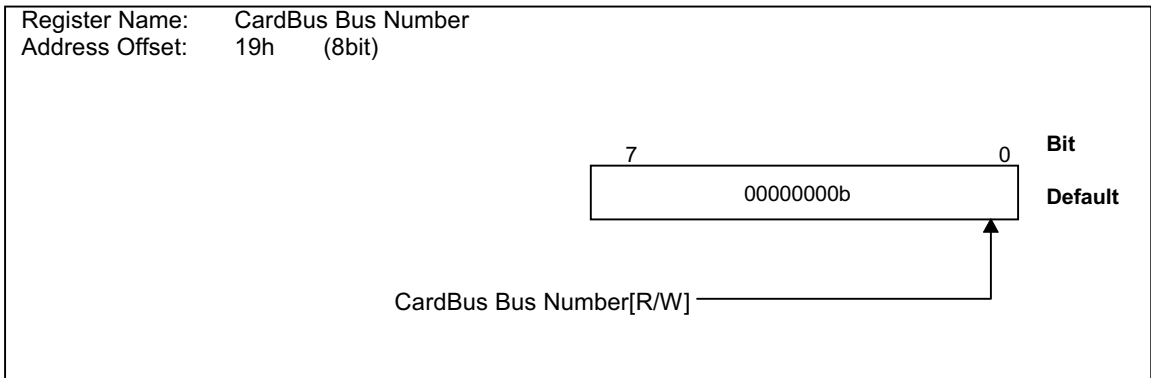 Register Name: CardBus Bus Number
Address Offset: 19h (8bit)
7 0 Bit
00000000b Default
CardBus Bus Number[R/W]